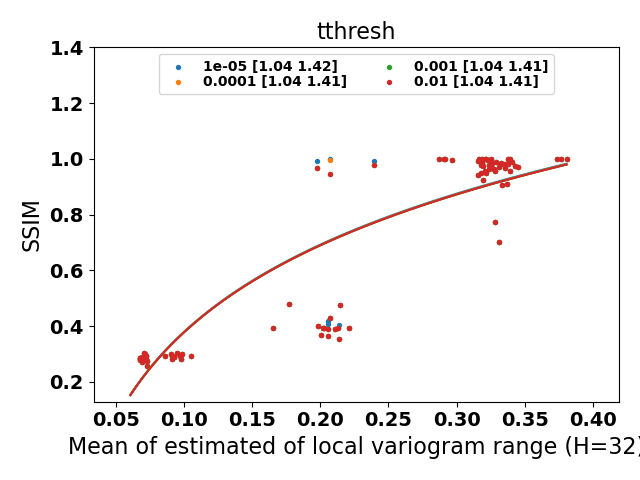 tthresh
1e-05 [1.04 1.42]
0.0001 [1.04 1.41]
0.001 [1.04 1.41]
0.01 [1.04 1.41]
SSIM
1.4
1.2
1.0
0.8
0.6
0.4
0.2
0.05 0.10 0.15 0.20 0.25 0.30 0.35 0.40
Mean of estimated of local variogram range (H=32)